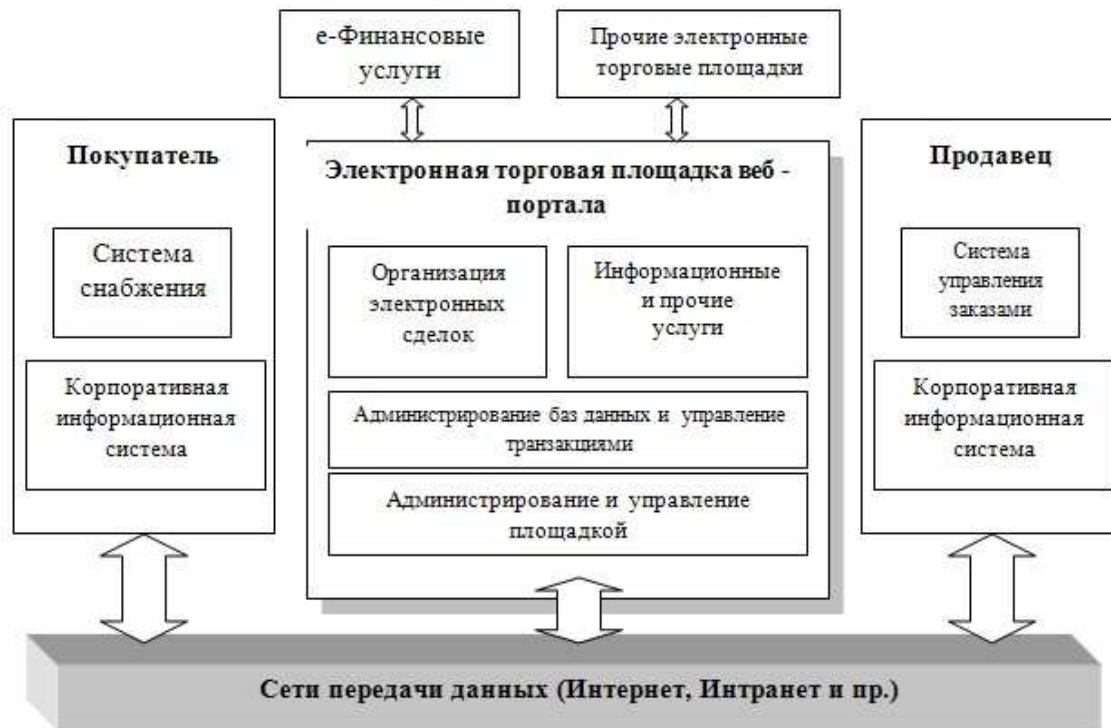 е-Финансовые
услуги
Прочие электронные
торговые площадки
Покупатель
Система
снабжения
Корпоративная
информационная
система
Электронная торговая площадка веб -
портала
Организация
электронных
сделок
Информационные
и прочие
услуги
Администрирование баз данных и управление
транзакциями
Администрирование и управление
площадкой
Продавец
Система
управления
заказами
Корпоративная
информационная
система
Сети передачи данных (Интернет, Интранет и пр.)